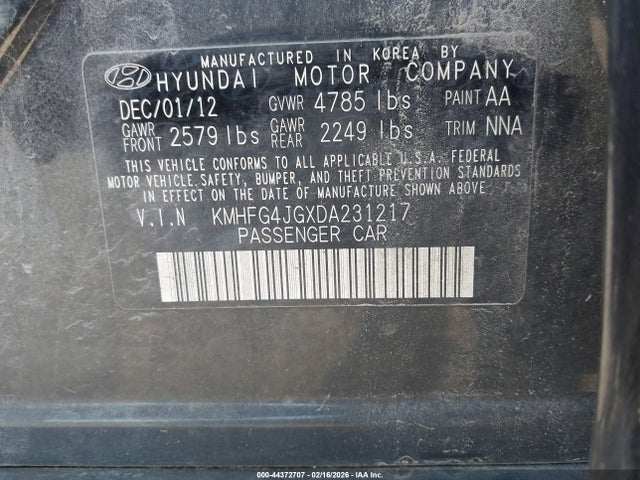 MANUFACTURED IN KOREA BY
HYUNDAI MOTOR COMPANY
DEC/01/12 GVWR 4785 lbs PAINT AA
GAWR FRONT 2579 lbs GAWR REAR 2249 lbs TRIM NNA
THIS VEHICLE CONFORMS TO ALL APPLICABLE U.S.A. FEDERAL
MOTOR VEHICLE.SAFETY, BUMPER, AND THEFT PREVENTION STANDARDS
IN EFFECT ON THE DATE OF MANUFACTURE SHOWN ABOVE.
V.I.N KMHFG4JGXDA231217
PASSENGER CAR
000-44372707 - 02/16/2026 - IAA Inc.